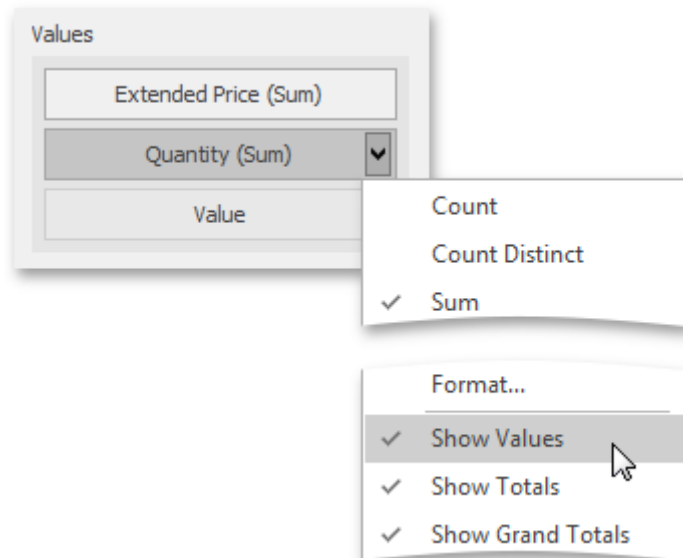 Values
Extended Price (Sum)
Quantity (Sum)
Value
Count
Count Distinct
Sum
Format...
Show Values
Show Totals
Show Grand Totals